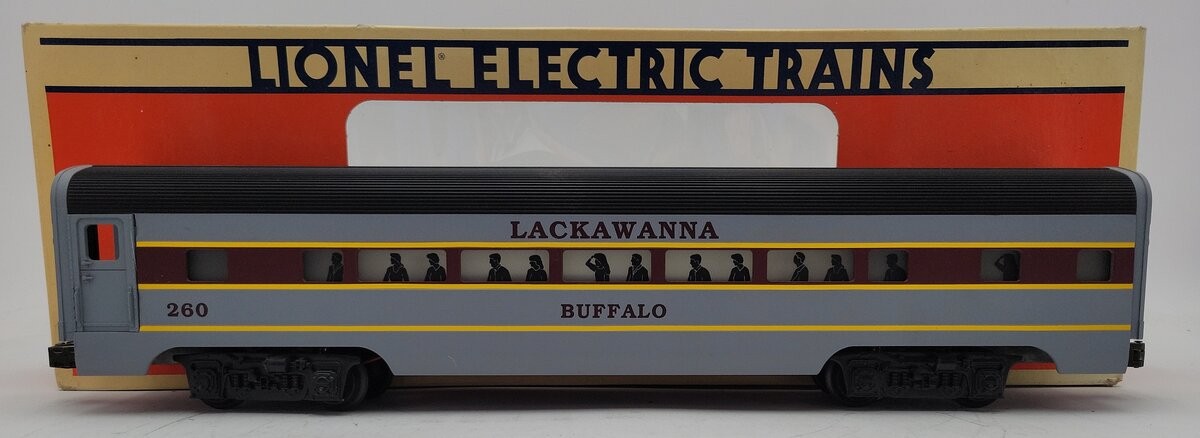 LIONEL® ELECTRIC TRAINS
LACKAWANNA
260
BUFFALO